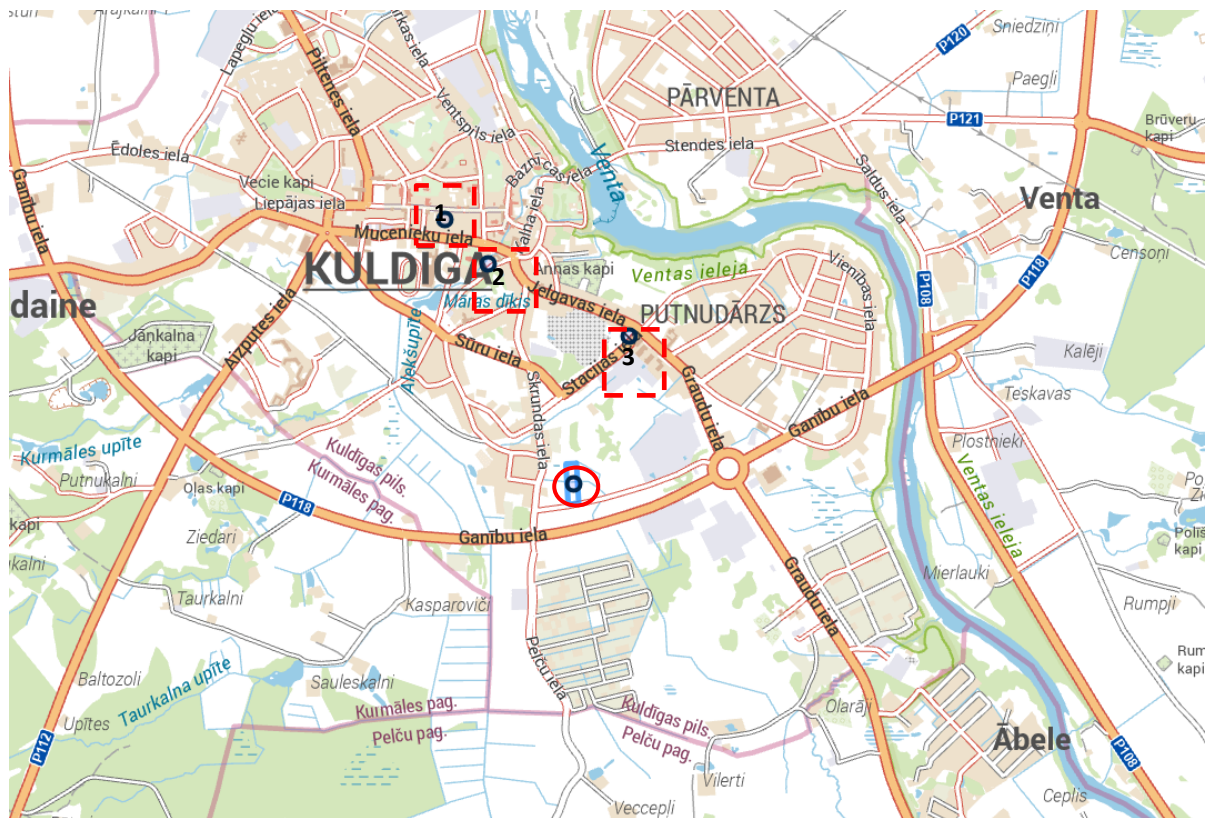 Lapegļu iela
Piltenes iela
Ventspils iela
Baznīcas iela
Kalna iela
Venta
PĀRVENTA
Stendes iela
P120
Sniedziņi
Paegļi
P121
Brūveru
kapi
Ēdoles iela
Vecie kapi
Liepājas iela
Ganību iela
1
Mucenieku iela
Saldus iela
Venta
Censoņi
KULDĪGA
2
Annas kapi
Ventas ieleja
Vienības iela
P118
P108
daine
Māras dīķis
Jelgavas iela
PUTNUDĀRZS
Jāņkalna
kapi
Aizputes iela
Alekšupīte
Sūru iela
Stacijas
3
Kalēji
Skrundas iela
Graudu iela
Teskavas
Ganību iela
Kurmāles upīte
Putnukalni
Kuldīgas pils.
Kurmāles pag.
Plostnieki
Ventas ieleja
Oļas kapi
kapi
P118
Ziedari
Ganību iela
Taurkalni
Kasparoviči
Graudu iela
Mierlauki
Rumpji
Baltozoli
Sauleskalni
Pelču iela
Taurkalna upīte
Upītes
Kurmāles pag.
Pelču pag.
Kuldīgas pils.
Pelču pag.
Olarāji
Ābele
P112
P108
Vilerti
Veccepļi
Ceplis